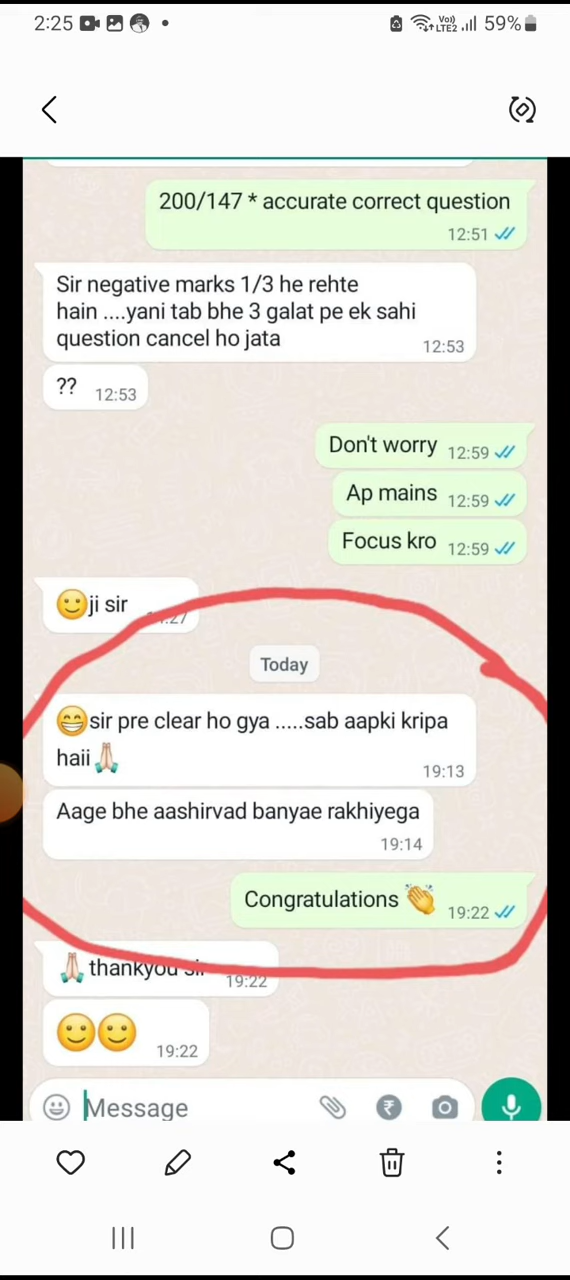 2:25
Vo)) LTE2 59%
200/147 * accurate correct question
12:51
Sir negative marks 1/3 he rehte
hain ....yani tab bhe 3 galat pe ek sahi
question cancel ho jata
12:53
?? 12:53
Don't worry 12:59
Ap mains 12:59
Focus kro 12:59
🙂ji sir
Today
😁sir pre clear ho gya .....sab aapki kripa
haii🙏
19:13
Aage bhe aashirvad banyae rakhiyega
19:14
Congratulations 👏 19:22
🙏thankyou sir 19:22
🙂🙂 19:22
Message